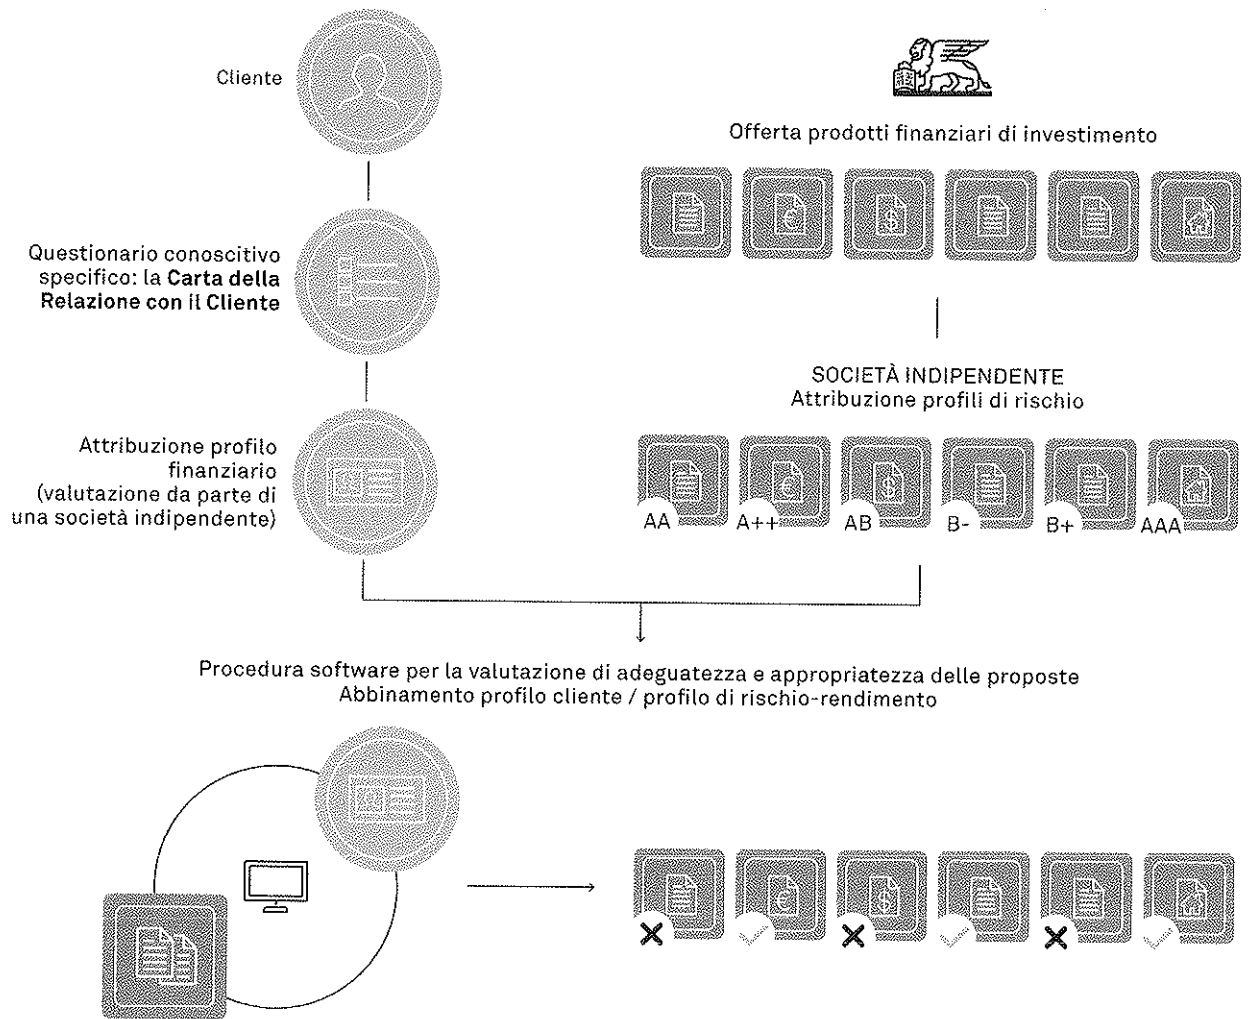 Cliente
Questionario conoscitivo
specifico: la Carta della
Relazione con il Cliente
Attribuzione profilo
finanziario
(valutazione da parte di
una società indipendente)
Offerta prodotti finanziari di investimento
€
$
SOCIETÀ INDIPENDENTE
Attribuzione profili di rischio
€
$
AA
A++
AB
B-
B+
AAA
Procedura software per la valutazione di adeguatezza e appropriatezza delle proposte
Abbinamento profilo cliente / profilo di rischio-rendimento
€
$